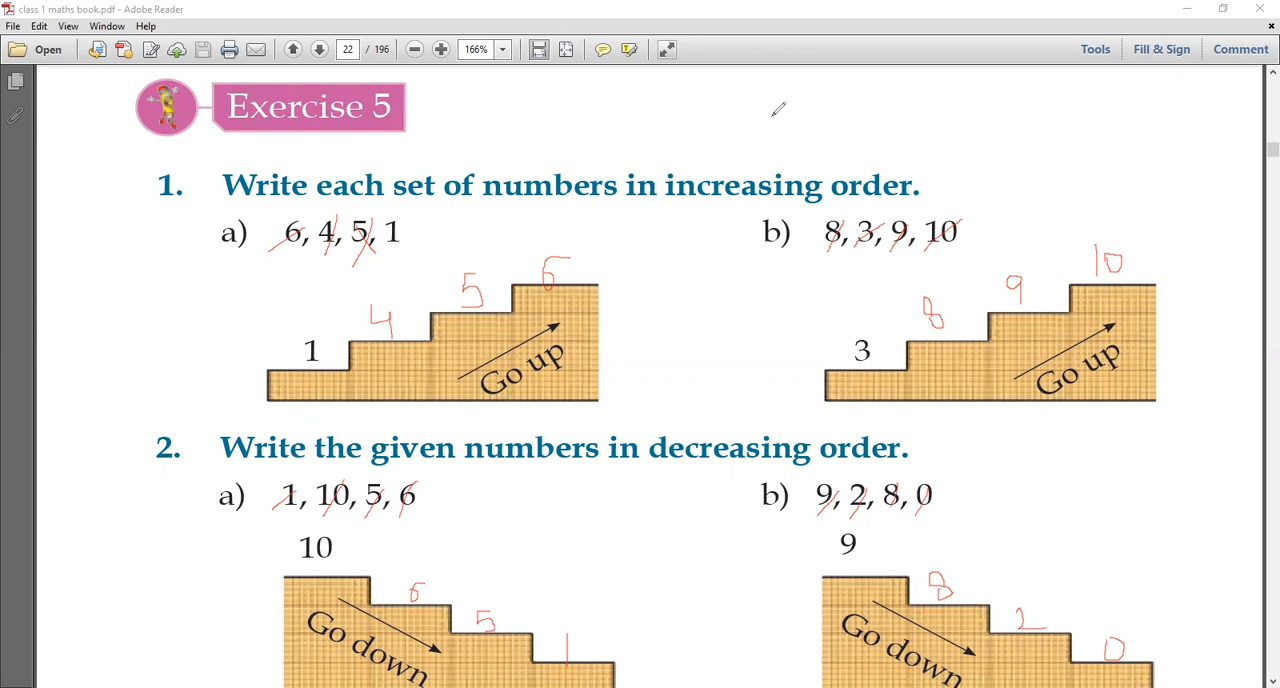 class 1 maths book.pdf - Adobe Reader
File Edit View Window Help
Open 22 / 196 166% Tools Fill & Sign Comment
Exercise 5
1. Write each set of numbers in increasing order.
a) 6, 4, 5, 1 b) 8, 3, 9, 10
1 4 5 6 3 8 9 10
Go up Go up
2. Write the given numbers in decreasing order.
a) 1, 10, 5, 6 b) 9, 2, 8, 0
10 6 5 1 9 8 2 0
Go down Go down